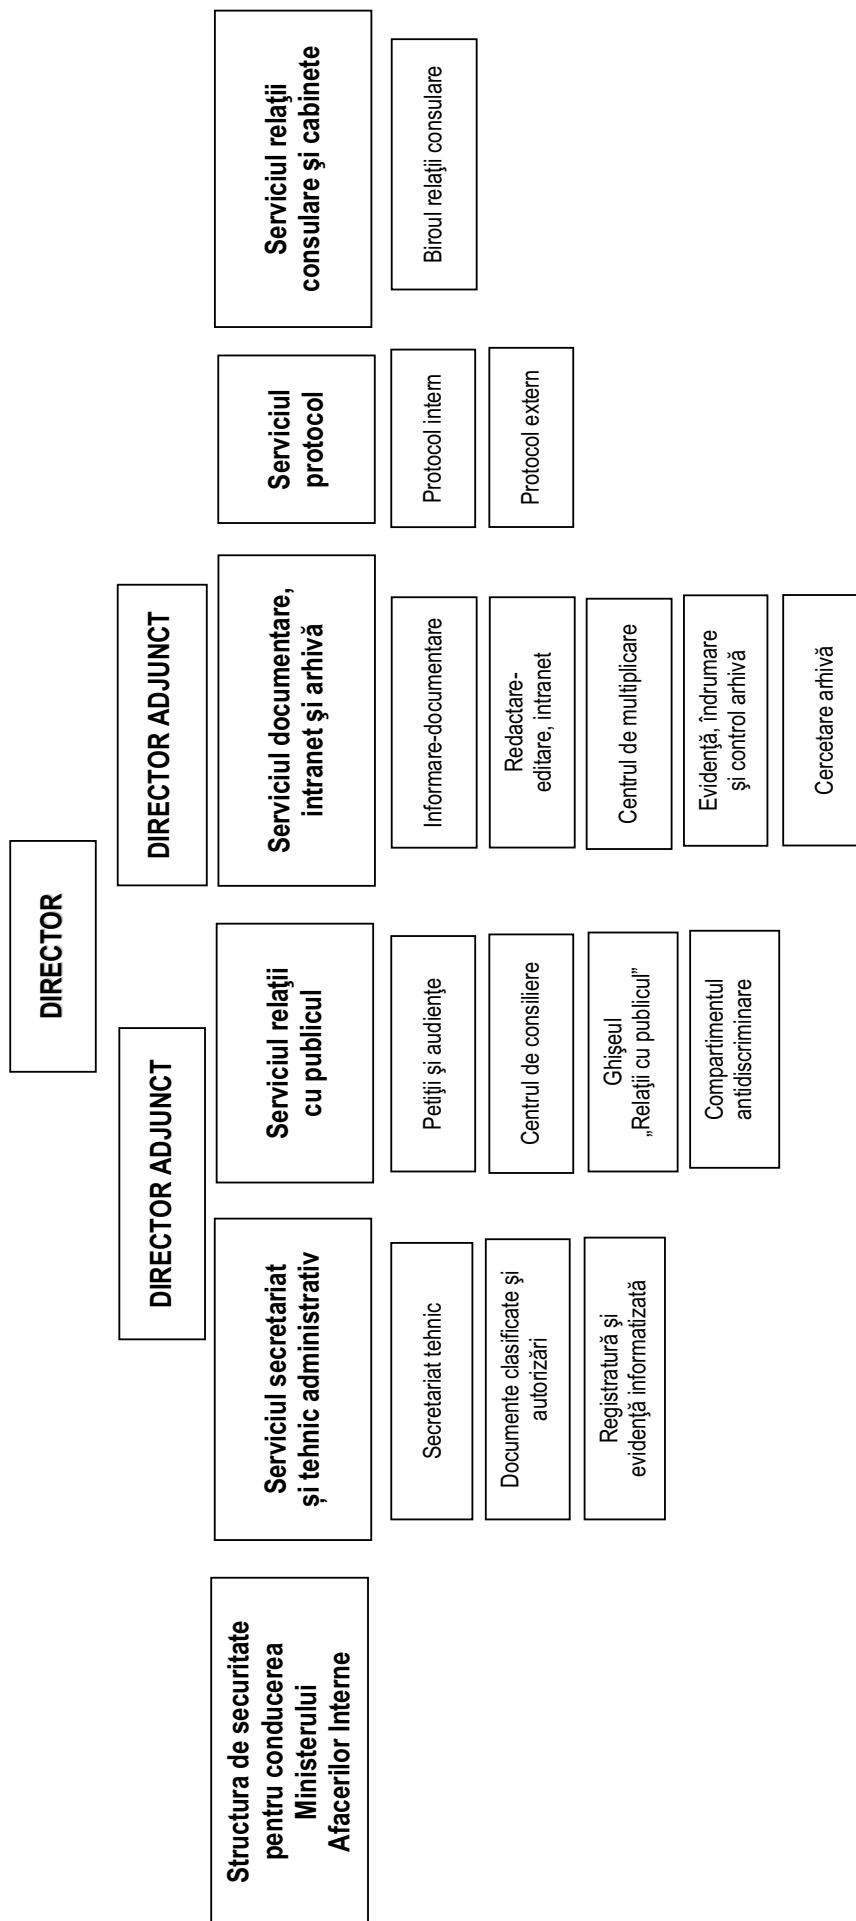 DIRECTOR
DIRECTOR ADJUNCT
DIRECTOR ADJUNCT
Structura de securitate
pentru conducerea
Ministerului
Afacerilor Interne
Serviciul secretariat
și tehnic administrativ
Secretariat tehnic
Documente clasificate şi
autorizări
Registratură şi
evidenţă informatizată
Serviciul relaţii
cu publicul
Petiţii şi audienţe
Centrul de consiliere
Ghişeul
„Relaţii cu publicul”
Compartimentul
antidiscriminare
Serviciul documentare,
intranet şi arhivă
Informare-documentare
Redactare-
editare, intranet
Centrul de multiplicare
Evidenţă, îndrumare
şi control arhivă
Cercetare arhivă
Serviciul
protocol
Protocol intern
Protocol extern
Serviciul relaţii
consulare şi cabinete
Biroul relaţii consulare